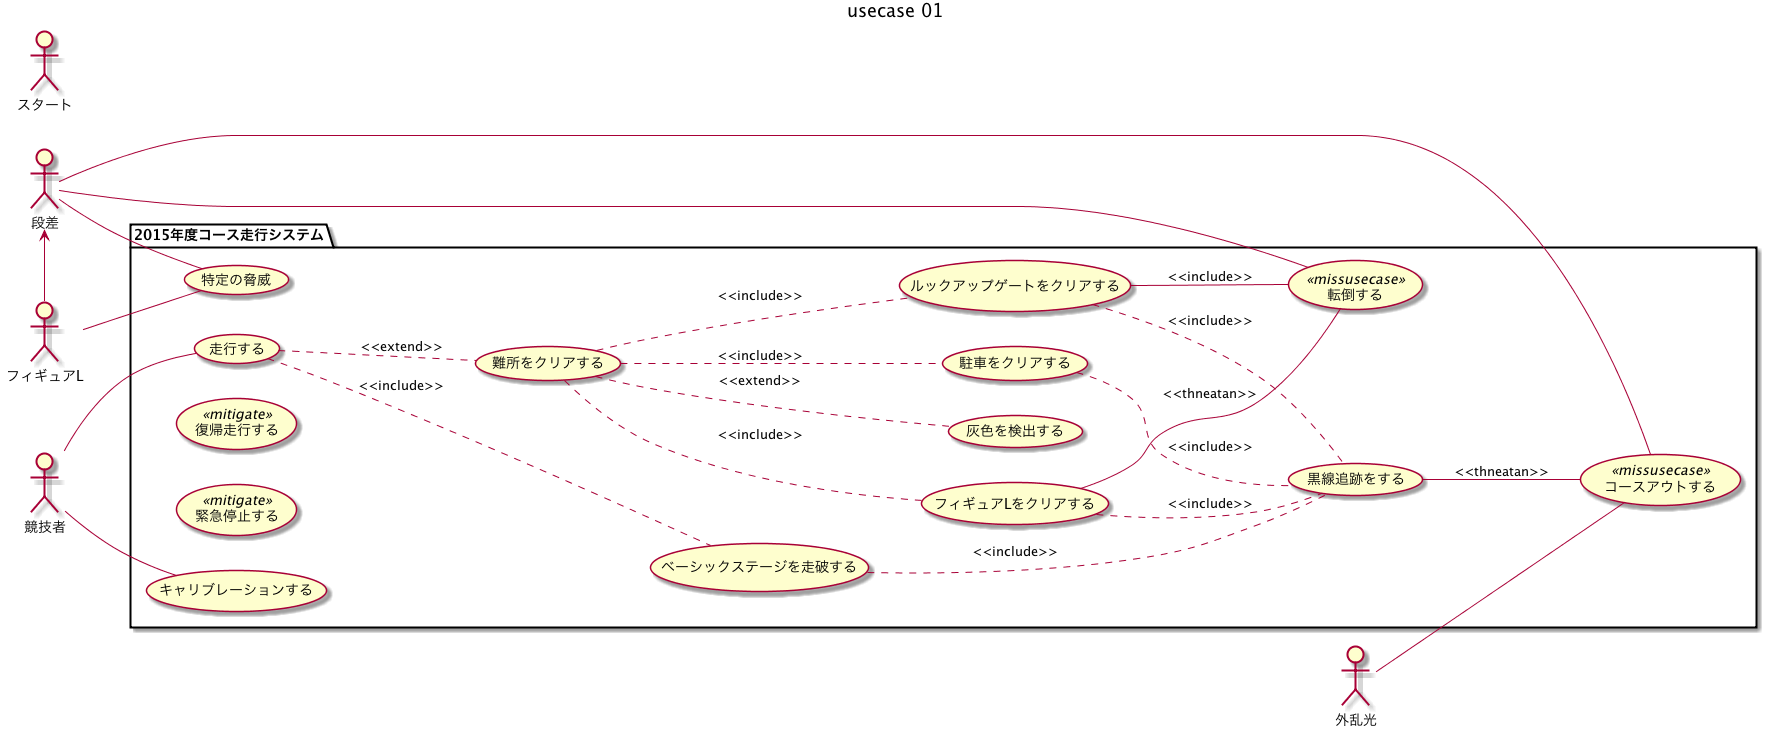 usecase 01
スタート
段差
2015年度コース走行システム
特定の脅威
フィギュアL
走行する
<<extend>>
<<include>>
難所をクリアする
<<include>>
<<include>>
<<extend>>
<<include>>
ルックアップゲートをクリアする
<<include>>
<<include>>
«missusecase»
転倒する
駐車をクリアする
<<thneatan>>
灰色を検出する
<<include>>
«mitigate»
復帰走行する
黒線追跡をする
<<thneatan>>
«missusecase»
コースアウトする
フィギュアLをクリアする
<<include>>
競技者
«mitigate»
緊急停止する
ベーシックステージを走破する
<<include>>
キャリブレーションする
外乱光